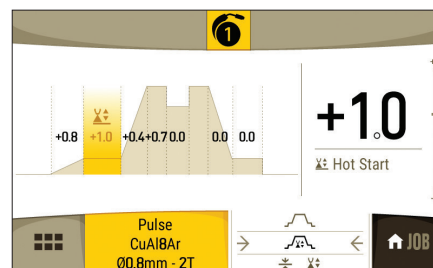 1
+0.8 +1.0 +0.4 +0.7 0.0 0.0 0.0
+1.0
Hot Start
Pulse
CuAl8Ar
Ø0.8mm - 2T
JOB